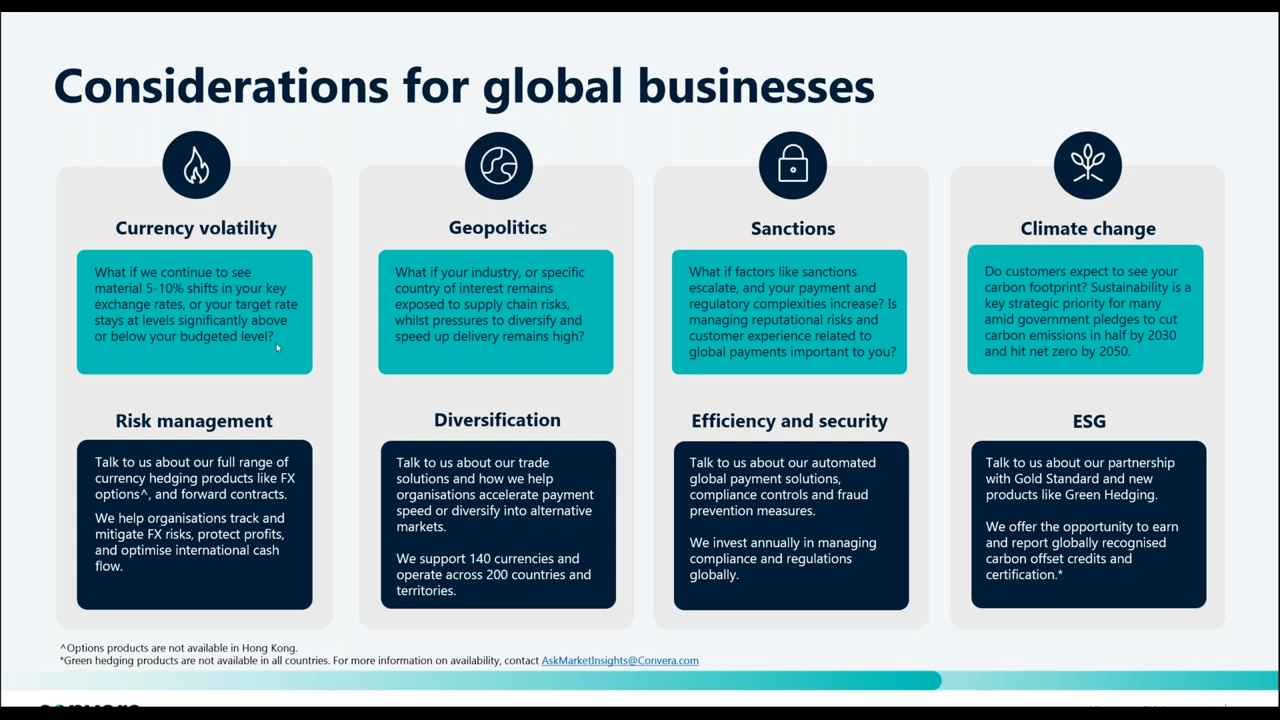 Considerations for global businesses
Currency volatility
What if we continue to see
material 5-10% shifts in your key
exchange rates, or your target rate
stays at levels significantly above
or below your budgeted level?
Risk management
Talk to us about our full range of
currency hedging products like FX
options^, and forward contracts.
We help organisations track and
mitigate FX risks, protect profits,
and optimise international cash
flow.
Geopolitics
What if your industry, or specific
country of interest remains
exposed to supply chain risks,
whilst pressures to diversify and
speed up delivery remains high?
Diversification
Talk to us about our trade
solutions and how we help
organisations accelerate payment
speed or diversify into alternative
markets.
We support 140 currencies and
operate across 200 countries and
territories.
Sanctions
What if factors like sanctions
escalate, and your payment and
regulatory complexities increase? Is
managing reputational risks and
customer experience related to
global payments important to you?
Efficiency and security
Talk to us about our automated
global payment solutions,
compliance controls and fraud
prevention measures.
We invest annually in managing
compliance and regulations
globally.
Climate change
Do customers expect to see your
carbon footprint? Sustainability is a
key strategic priority for many
amid government pledges to cut
carbon emissions in half by 2030
and hit net zero by 2050.
ESG
Talk to us about our partnership
with Gold Standard and new
products like Green Hedging.
We offer the opportunity to earn
and report globally recognised
carbon offset credits and
certification.*
^Options products are not available in Hong Kong.
*Green hedging products are not available in all countries. For more information on availability, contact AskMarketInsights@Convera.com